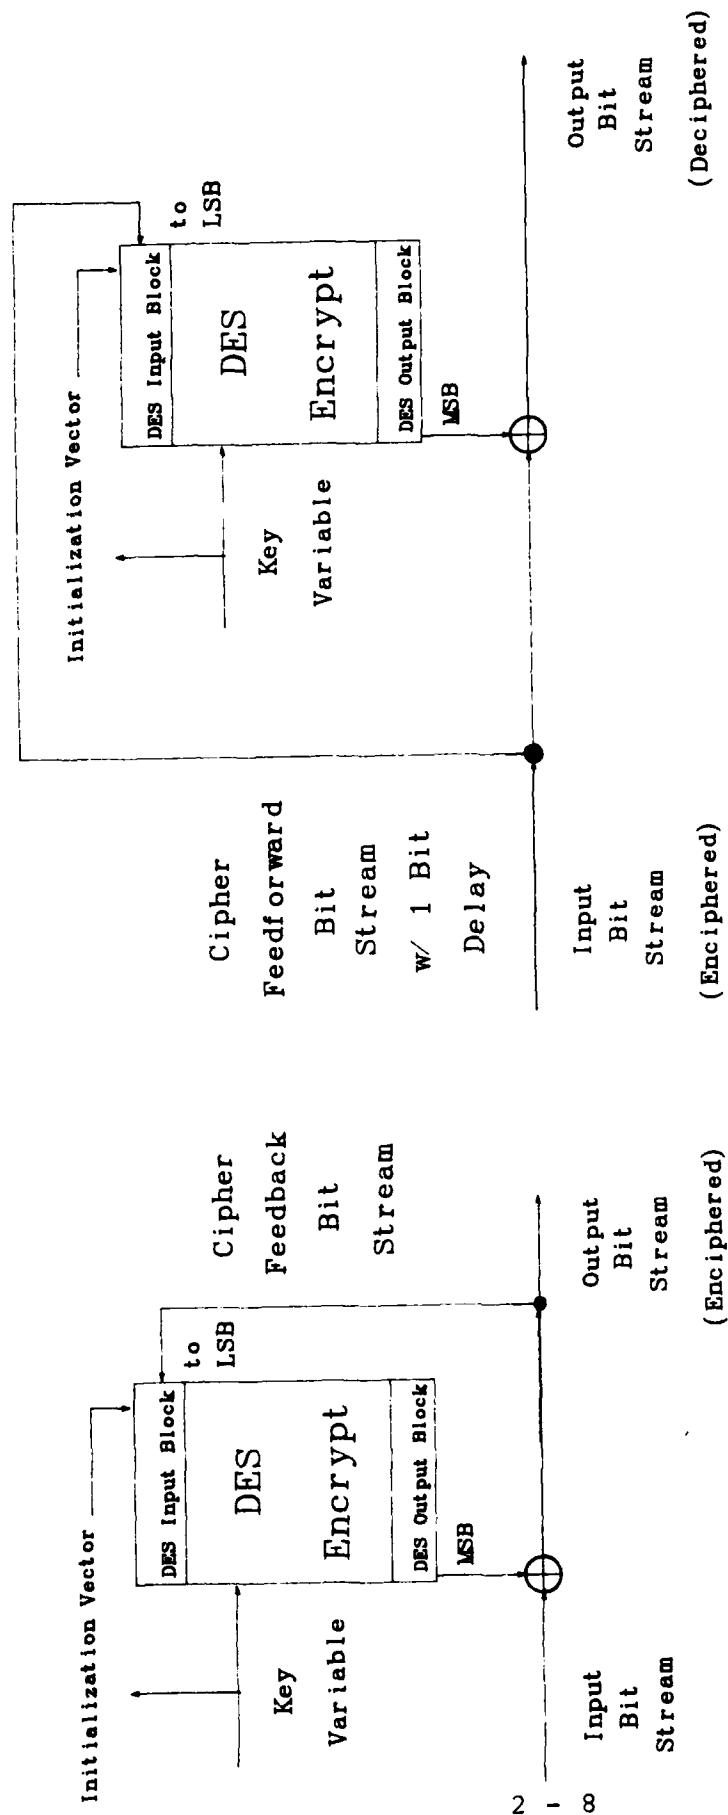 Initialization Vector
DES Input Block
to
LSB
DES
Encrypt
DES Output Block
MSB
Key
Variable
Cipher
Feedback
Bit
Stream
Input
Bit
Stream
Output
Bit
Stream
(Enciphered)
Initialization Vector
DES Input Block
to
LSB
DES
Encrypt
DES Output Block
MSB
Key
Variable
Cipher
Feedforward
Bit
Stream
w/ 1 Bit
Delay
Input
Bit
Stream
(Enciphered)
Output
Bit
Stream
(Deciphered)
2 - 8